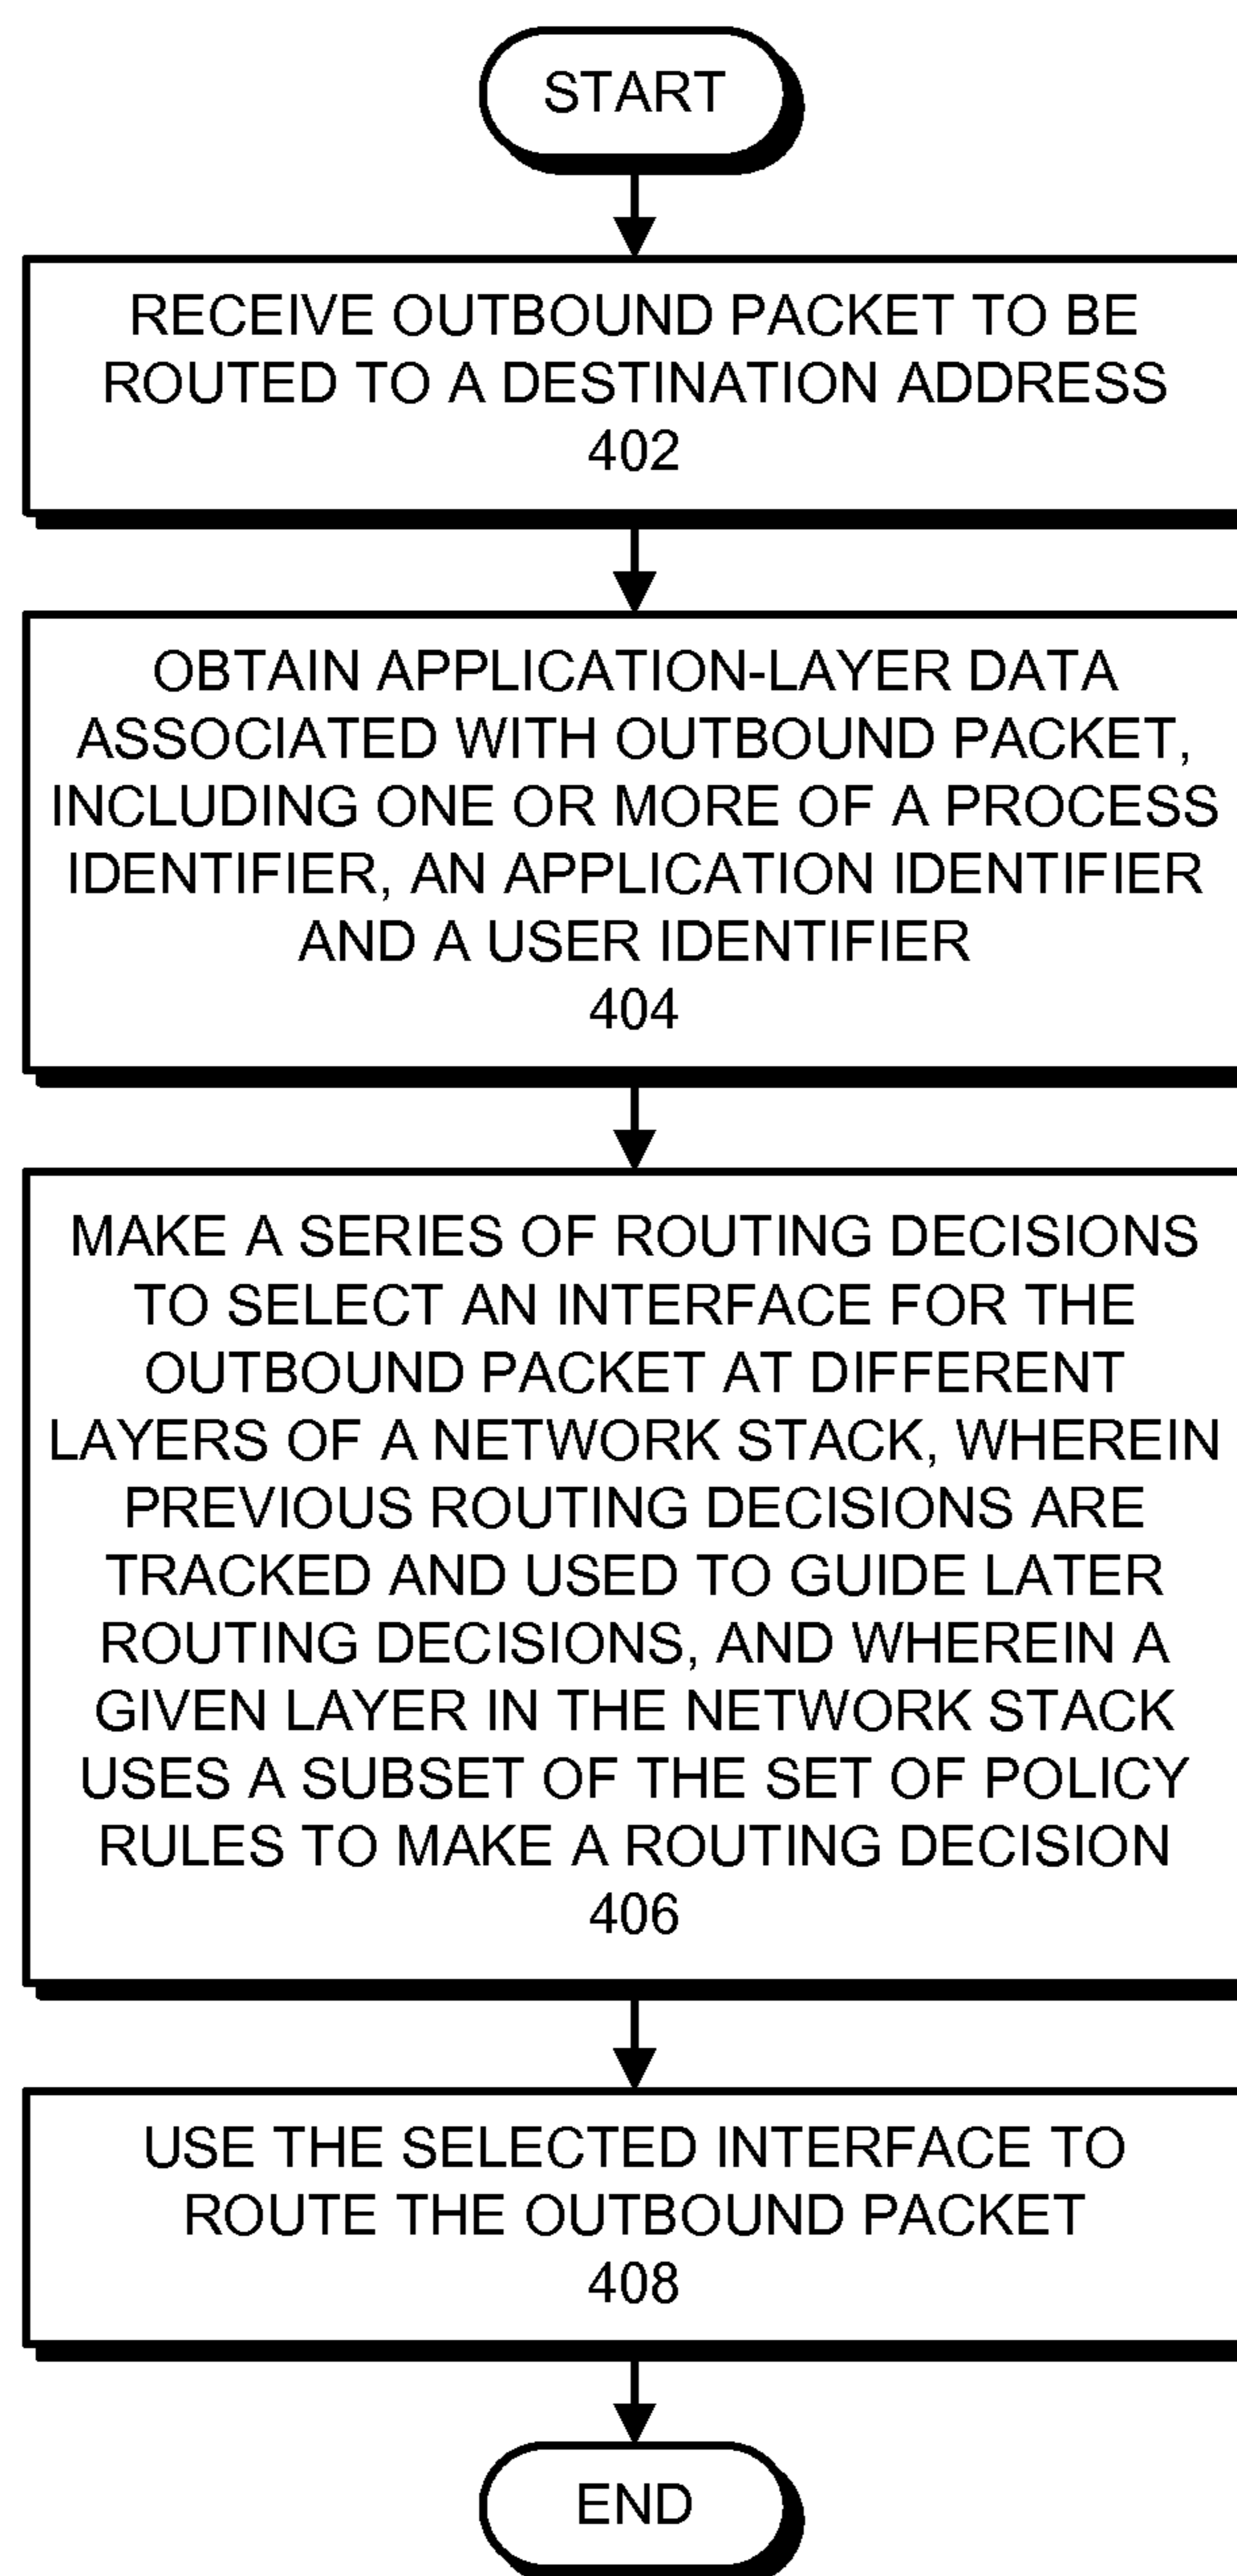 START
RECEIVE OUTBOUND PACKET TO BE
ROUTED TO A DESTINATION ADDRESS
402
OBTAIN APPLICATION-LAYER DATA
ASSOCIATED WITH OUTBOUND PACKET,
INCLUDING ONE OR MORE OF A PROCESS
IDENTIFIER, AN APPLICATION IDENTIFIER
AND A USER IDENTIFIER
404
MAKE A SERIES OF ROUTING DECISIONS
TO SELECT AN INTERFACE FOR THE
OUTBOUND PACKET AT DIFFERENT
LAYERS OF A NETWORK STACK, WHEREIN
PREVIOUS ROUTING DECISIONS ARE
TRACKED AND USED TO GUIDE LATER
ROUTING DECISIONS, AND WHEREIN A
GIVEN LAYER IN THE NETWORK STACK
USES A SUBSET OF THE SET OF POLICY
RULES TO MAKE A ROUTING DECISION
406
USE THE SELECTED INTERFACE TO
ROUTE THE OUTBOUND PACKET
408
END